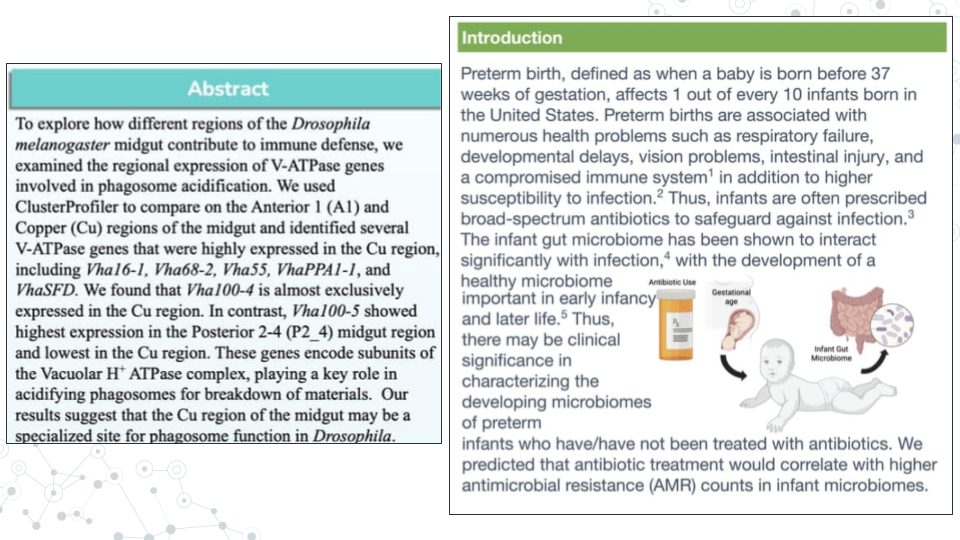 Abstract
To explore how different regions of the Drosophila
melanogaster midgut contribute to immune defense, we
examined the regional expression of V-ATPase genes
involved in phagosome acidification. We used
ClusterProfiler to compare on the Anterior 1 (A1) and
Copper (Cu) regions of the midgut and identified several
V-ATPase genes that were highly expressed in the Cu region,
including Vha16-1, Vha68-2, Vha55, VhaPPA1-1, and
VhaSFD. We found that Vha100-4 is almost exclusively
expressed in the Cu region. In contrast, Vha100-5 showed
highest expression in the Posterior 2-4 (P2_4) midgut region
and lowest in the Cu region. These genes encode subunits of
the Vacuolar H⁺ ATPase complex, playing a key role in
acidifying phagosomes for breakdown of materials. Our
results suggest that the Cu region of the midgut may be a
specialized site for phagosome function in Drosophila.
Introduction
Preterm birth, defined as when a baby is born before 37
weeks of gestation, affects 1 out of every 10 infants born in
the United States. Preterm births are associated with
numerous health problems such as respiratory failure,
developmental delays, vision problems, intestinal injury, and
a compromised immune system¹ in addition to higher
susceptibility to infection.² Thus, infants are often prescribed
broad-spectrum antibiotics to safeguard against infection.³
The infant gut microbiome has been shown to interact
significantly with infection,⁴ with the development of a
healthy microbiome
important in early infancy
and later life.⁵ Thus,
there may be clinical
significance in
characterizing the
developing microbiomes
of preterm
infants who have/have not been treated with antibiotics. We
predicted that antibiotic treatment would correlate with higher
antimicrobial resistance (AMR) counts in infant microbiomes.
Antibiotic Use
Rx
Gestational
age
Infant Gut
Microbiome